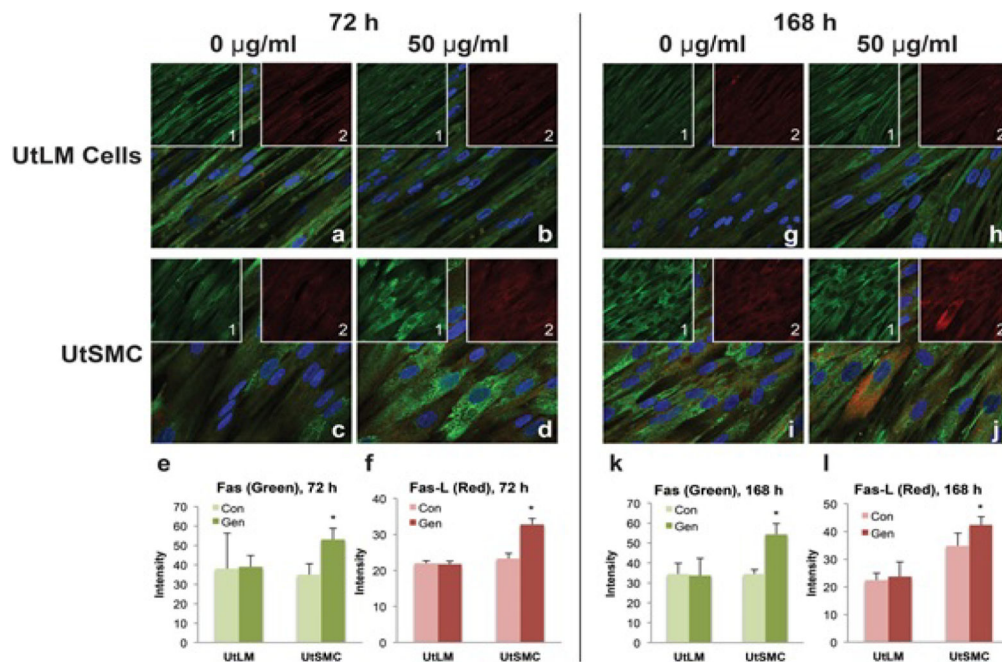 72 h
168 h
0 µg/ml
50 µg/ml
0 µg/ml
50 µg/ml
UtLM Cells
1
2
a
1
2
b
1
2
g
1
2
h
UtSMC
1
2
c
1
2
d
1
2
i
1
2
j
e
Fas (Green), 72 h
Con
Gen
Intensity
70
60
50
40
30
20
10
0
*
UtLM
UtSMC
f
Fas-L (Red), 72 h
Con
Gen
40
30
20
10
0
*
UtLM
UtSMC
k
Fas (Green), 168 h
Con
Gen
Intensity
70
60
50
40
30
20
10
0
*
UtLM
UtSMC
l
Fas-L (Red), 168 h
Con
Gen
50
40
30
20
10
0
*
UtLM
UtSMC